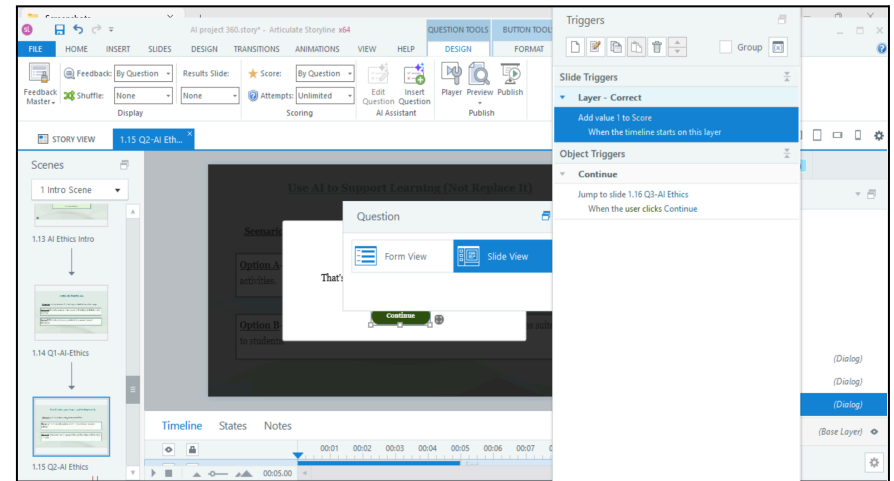 AI project 360.story* - Articulate Storyline x64
QUESTION TOOLS
BUTTON TOOL
FILE
HOME
INSERT
SLIDES
DESIGN
TRANSITIONS
ANIMATIONS
VIEW
HELP
DESIGN
FORMAT
Feedback Master
Feedback: By Question
Shuffle: None
Display
Results Slide:
None
Score: By Question
Attempts: Unlimited
Scoring
Edit Question
Insert Question
AI Assistant
Player
Preview
Publish
Publish
STORY VIEW
1.15 Q2-AI Eth...
Scenes
1 Intro Scene
1.13 AI Ethics Intro
1.14 Q1-AI-Ethics
1.15 Q2-AI Ethics
Use AI to Support Learning (Not Replace It)
Scenari
Option A-
activities.
Option B-
to students
That's
Continue
Question
Form View
Slide View
Timeline
States
Notes
00:01
00:02
00:03
00:04
00:05
00:06
00:07
00:05.00
Triggers
Group
Slide Triggers
Layer - Correct
Add value 1 to Score
When the timeline starts on this layer
Object Triggers
Continue
Jump to slide 1.16 Q3-AI Ethics
When the user clicks Continue
(Dialog)
(Dialog)
(Dialog)
(Base Layer)